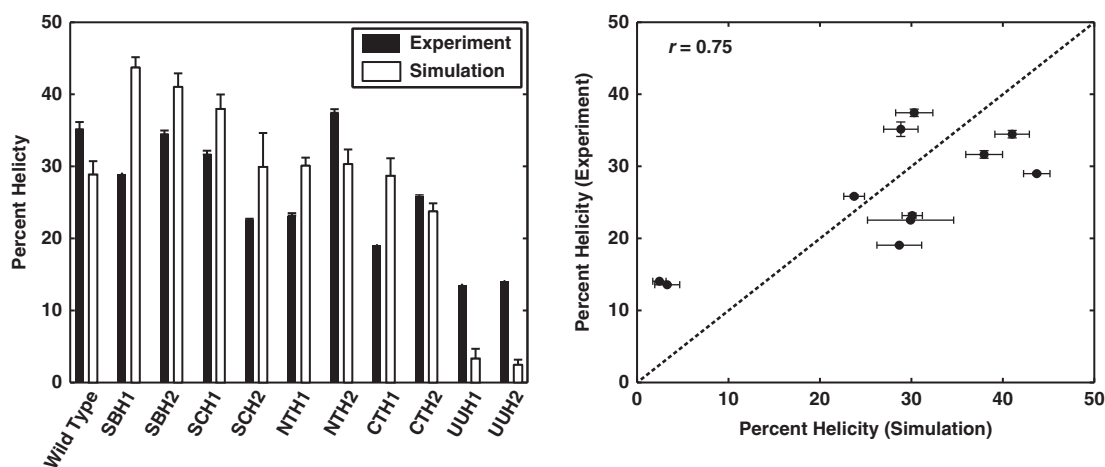 50
40
30
20
10
0
Percent Helicty
Experiment
Simulation
Wild Type
SBH1
SBH2
SCH1
SCH2
NTH1
NTH2
CTH1
CTH2
UUH1
UUH2
50
40
30
20
10
0
Percent Helicity (Experiment)
r = 0.75
0 10 20 30 40 50
Percent Helicity (Simulation)